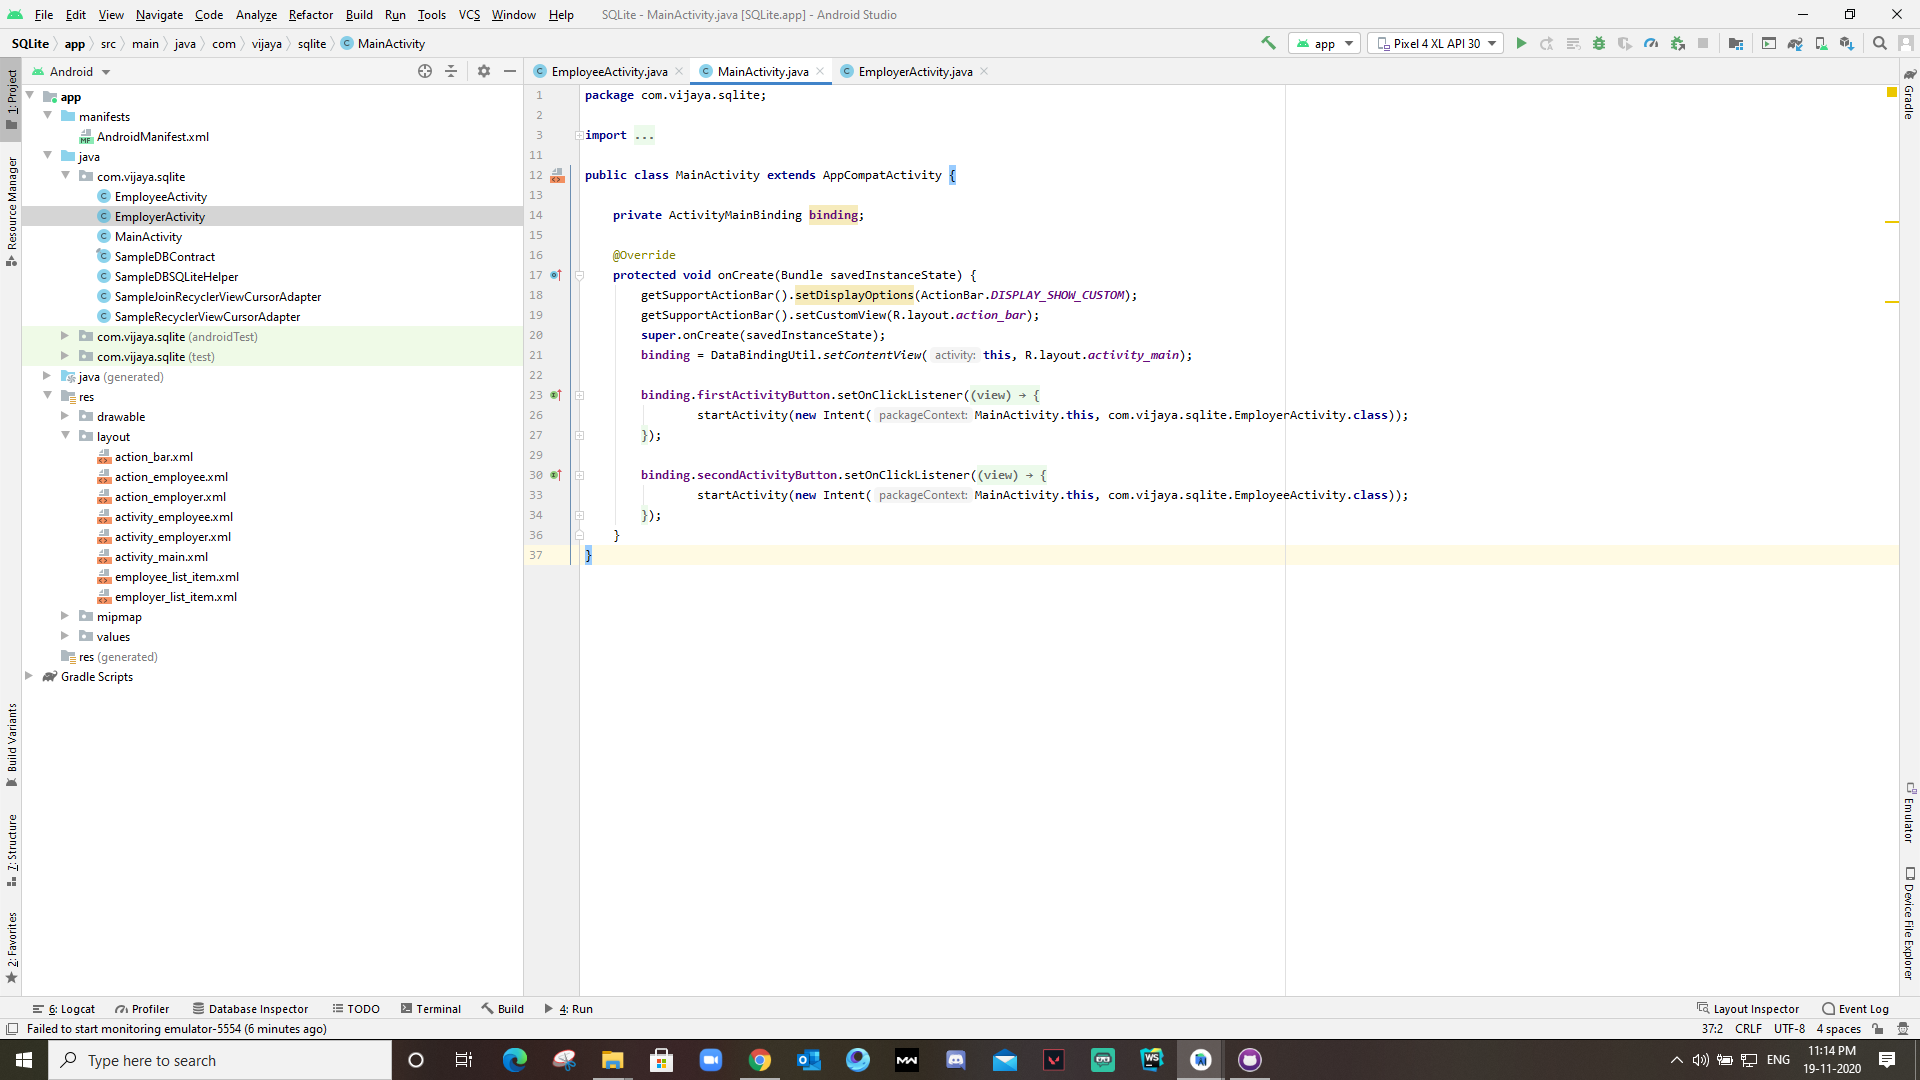 File Edit View Navigate Code Analyze Refactor Build Run Tools VCS Window Help SQLite - MainActivity.java [SQLite.app] - Android Studio
SQLite app src main java com vijaya sqlite MainActivity
app Pixel 4 XL API 30
Android
EmployeeActivity.java MainActivity.java EmployerActivity.java
1: Project
Resource Manager
Build Variants
7: Structure
2: Favorites
app
manifests
AndroidManifest.xml
java
com.vijaya.sqlite
EmployeeActivity
EmployerActivity
MainActivity
SampleDBContract
SampleDBSQLiteHelper
SampleJoinRecyclerViewCursorAdapter
SampleRecyclerViewCursorAdapter
com.vijaya.sqlite (androidTest)
com.vijaya.sqlite (test)
java (generated)
res
drawable
layout
action_bar.xml
action_employee.xml
action_employer.xml
activity_employee.xml
activity_employer.xml
activity_main.xml
employee_list_item.xml
employer_list_item.xml
mipmap
values
res (generated)
Gradle Scripts
1 package com.vijaya.sqlite;
2
3 import ...
11
12 public class MainActivity extends AppCompatActivity {
13
14 private ActivityMainBinding binding;
15
16 @Override
17 protected void onCreate(Bundle savedInstanceState) {
18 getSupportActionBar().setDisplayOptions(ActionBar.DISPLAY_SHOW_CUSTOM);
19 getSupportActionBar().setCustomView(R.layout.action_bar);
20 super.onCreate(savedInstanceState);
21 binding = DataBindingUtil.setContentView( activity: this, R.layout.activity_main);
22
23 binding.firstActivityButton.setOnClickListener((view) → {
26 startActivity(new Intent( packageContext: MainActivity.this, com.vijaya.sqlite.EmployerActivity.class));
27 });
29
30 binding.secondActivityButton.setOnClickListener((view) → {
33 startActivity(new Intent( packageContext: MainActivity.this, com.vijaya.sqlite.EmployeeActivity.class));
34 });
36 }
37 }
Gradle
Emulator
Device File Explorer
6: Logcat Profiler Database Inspector TODO Terminal Build 4: Run Layout Inspector Event Log
Failed to start monitoring emulator-5554 (6 minutes ago) 37:2 CRLF UTF-8 4 spaces
Type here to search
ENG
11:14 PM
19-11-2020